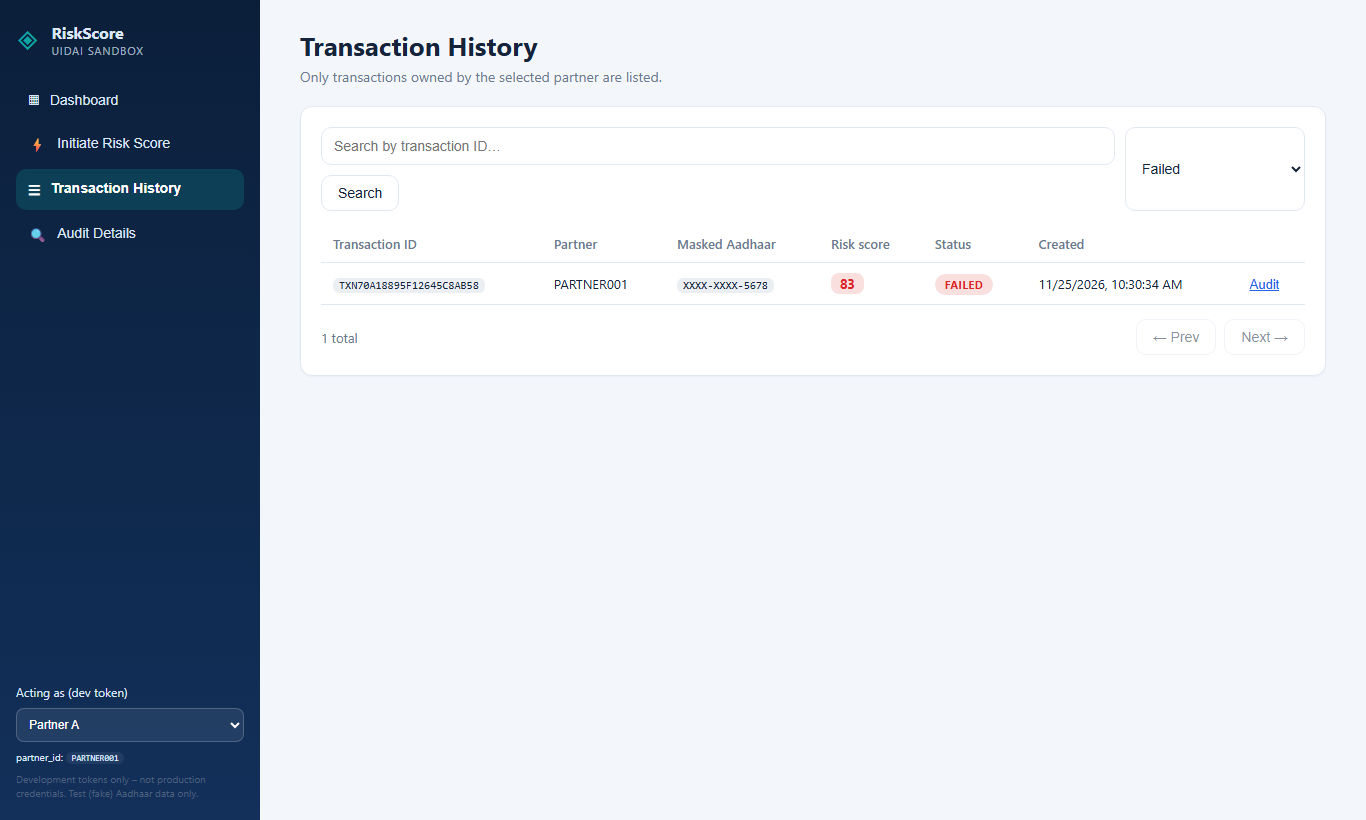 RiskScore
UIDAI SANDBOX
Dashboard
Initiate Risk Score
Transaction History
Audit Details
Acting as (dev token)
Partner A
partner_id: PARTNER001
Development tokens only – not production
credentials. Test (fake) Aadhaar data only.
Transaction History
Only transactions owned by the selected partner are listed.
Search by transaction ID…
Failed
Search
Transaction ID Partner Masked Aadhaar Risk score Status Created
TXN70A18895F12645C8AB58 PARTNER001 XXXX-XXXX-5678 83 FAILED 11/25/2026, 10:30:34 AM Audit
1 total
← Prev Next →